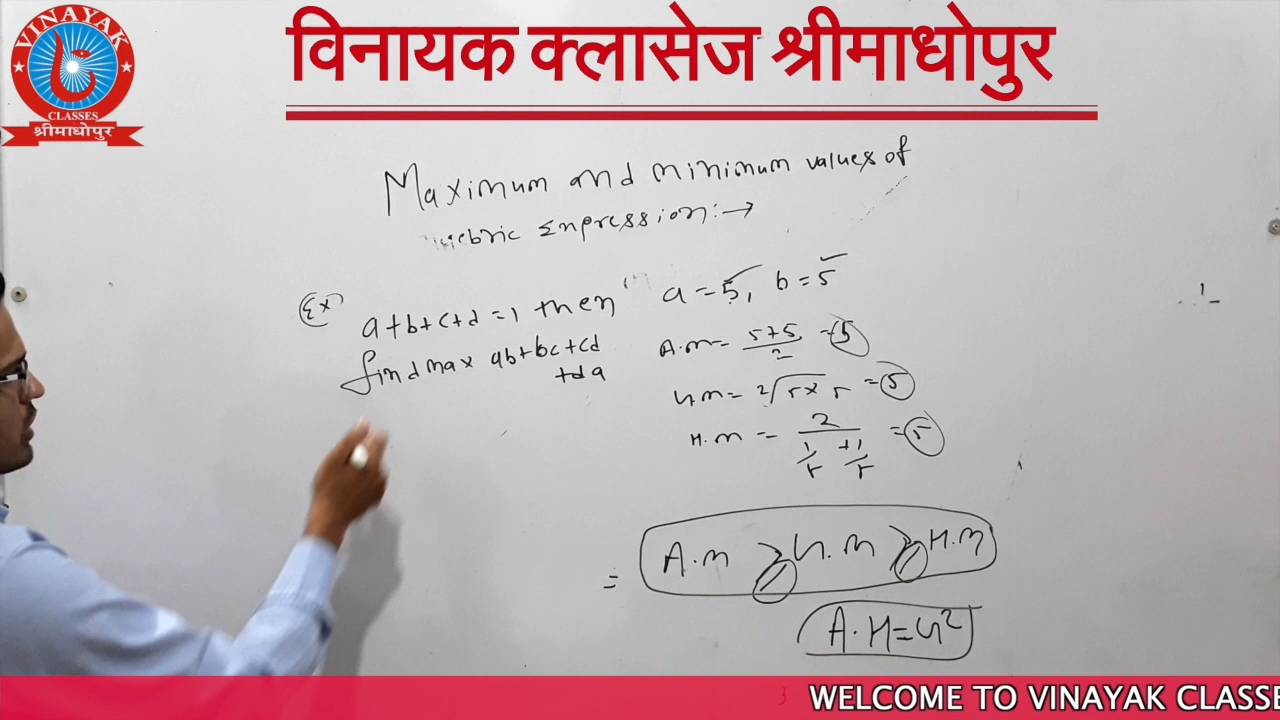 VINAYAK
CLASSES
श्रीमाधोपुर
विनायक क्लासेज श्रीमाधोपुर
Maximum and minimum values of
Expression:→
Ex
a+b+c+d=1 then
find max ab+bc+cd
+da
a=5, b=5
A.m= 5+5/2 =5
G.m= 2√5×5 =5
H.m = 2/(1/5+1/5) =5
= A.m ≥ G.m ≥ H.m
A.H=G²
WELCOME TO VINAYAK CLASSE